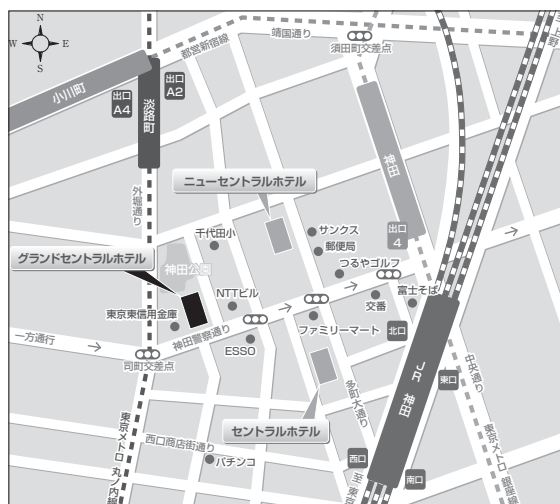 N
W
E
S
靖国通り
須田町交差点
都営新宿線
上野
小川町
淡路町
出口
A4
出口
A2
外堀通り
神田
ニューセントラルホテル
千代田小
サンクス
郵便局
出口
4
つるやゴルフ
グランドセントラルホテル
神田公園
NTTビル
交番
富士そば
東京東信用金庫
神田警察通り
ファミリーマート
北口
一方通行
ESSO
司町交差点
JR 神田
東口
中央通り
多町大通り
セントラルホテル
西口商店街通り
パチンコ
西口
南口
至 東京
東京メトロ 丸ノ内線
東京メトロ 銀座線